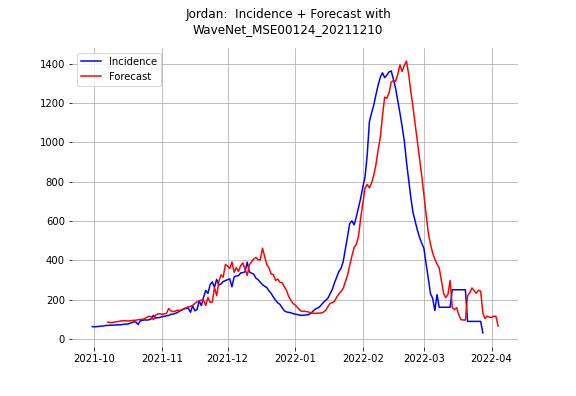 Jordan:  Incidence + Forecast with
WaveNet_MSE00124_20211210
Incidence
Forecast
1400
1200
1000
800
600
400
200
0
2021-10 2021-11 2021-12 2022-01 2022-02 2022-03 2022-04